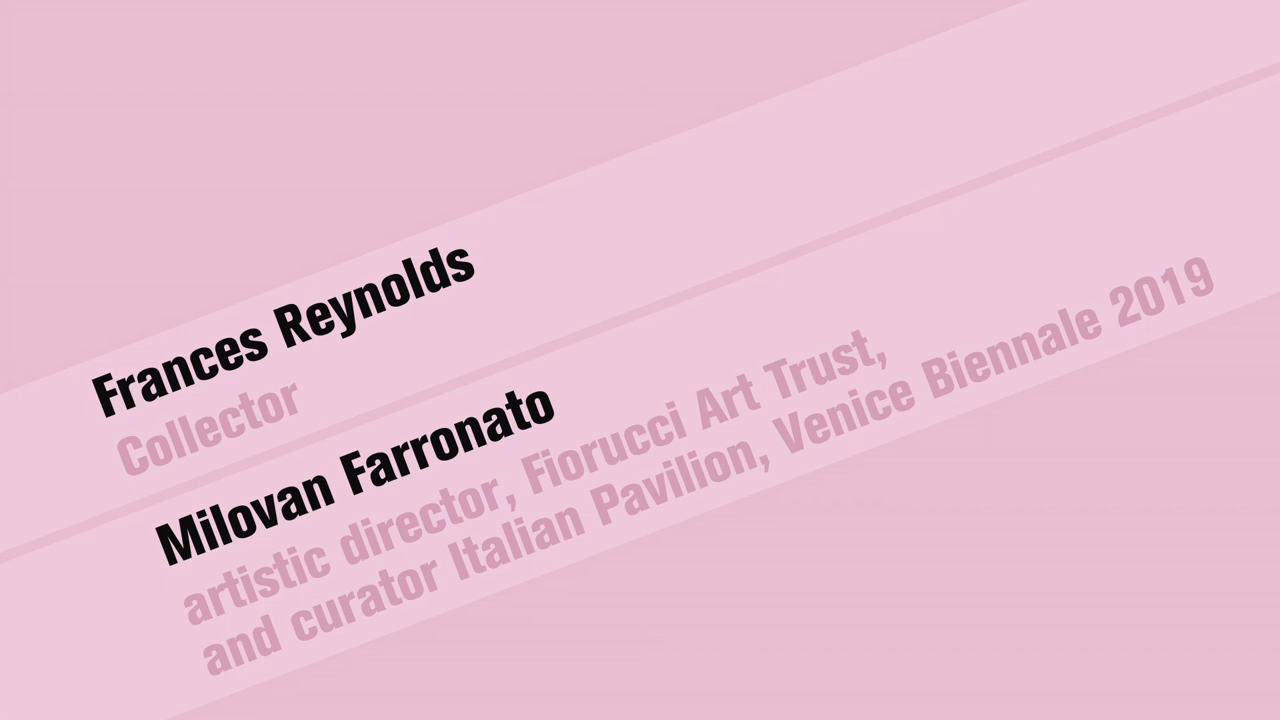 Frances Reynolds
Collector
Milovan Farronato
artistic director, Fiorucci Art Trust,
and curator Italian Pavilion, Venice Biennale 2019